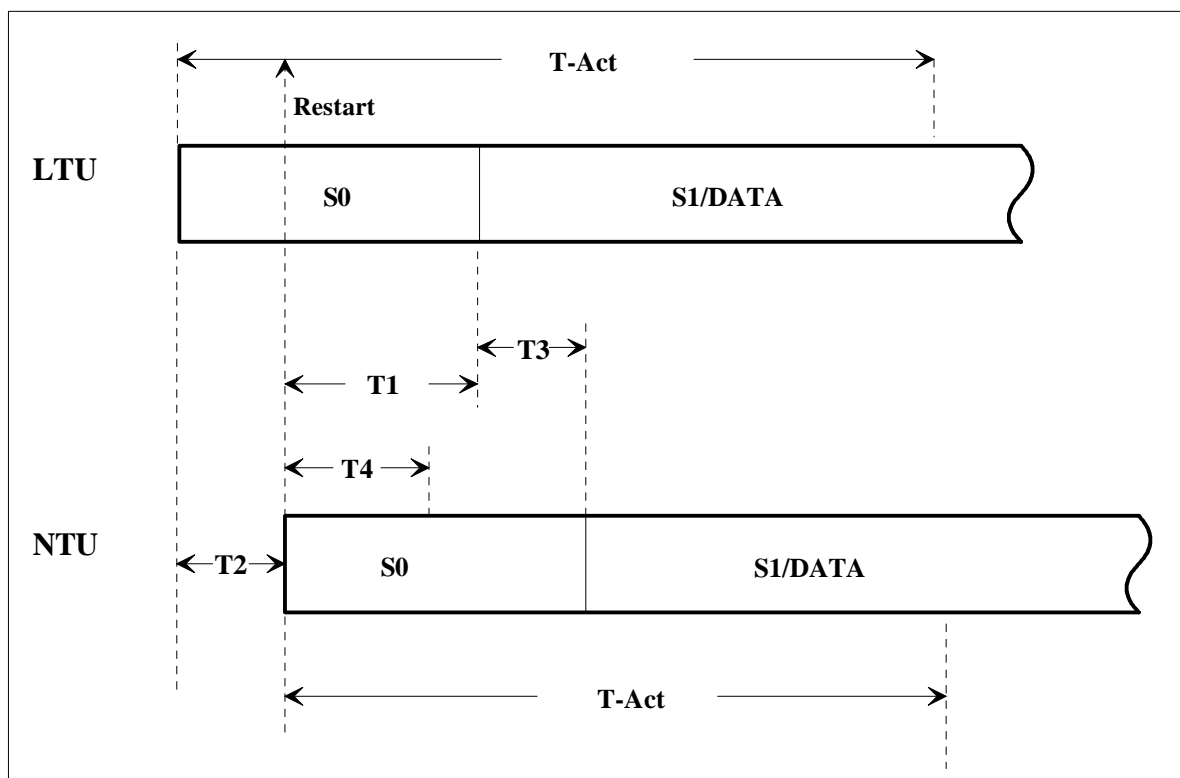 T-Act
Restart
LTU
S0
S1/DATA
T3
T1
T4
NTU
T2
S0
S1/DATA
T-Act